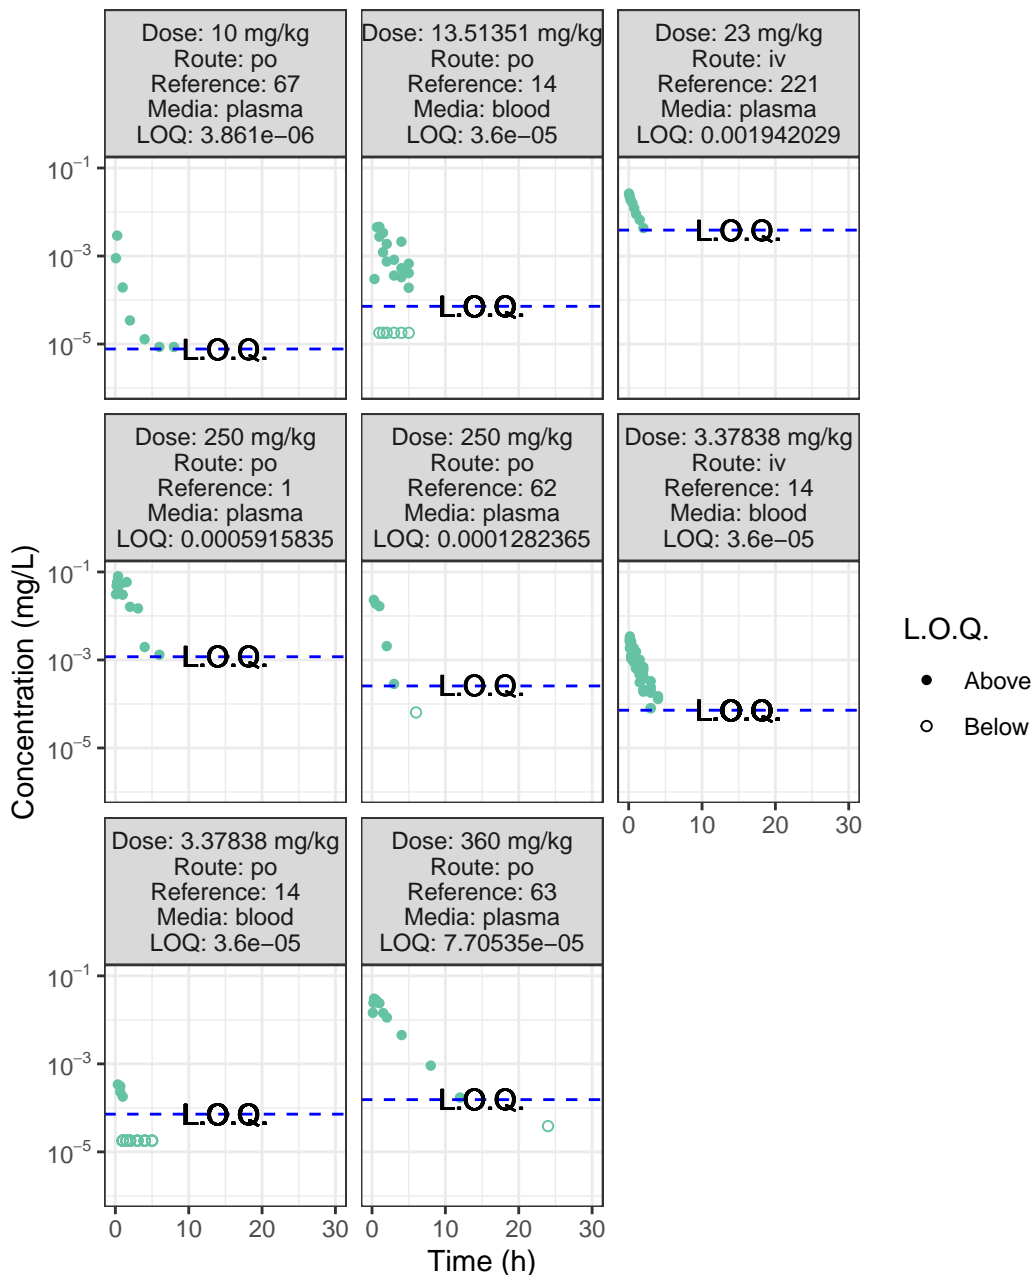 Dose: 10 mg/kg
Route: po
Reference: 67
Media: plasma
LOQ: 3.861e−06
Dose: 13.51351 mg/kg
Route: po
Reference: 14
Media: blood
LOQ: 3.6e−05
Dose: 23 mg/kg
Route: iv
Reference: 221
Media: plasma
LOQ: 0.001942029
10⁻¹
10⁻³
10⁻⁵
L.O.Q.
L.O.Q.
L.O.Q.
Dose: 250 mg/kg
Route: po
Reference: 1
Media: plasma
LOQ: 0.0005915835
Dose: 250 mg/kg
Route: po
Reference: 62
Media: plasma
LOQ: 0.0001282365
Dose: 3.37838 mg/kg
Route: iv
Reference: 14
Media: blood
LOQ: 3.6e−05
10⁻¹
10⁻³
10⁻⁵
L.O.Q.
L.O.Q.
L.O.Q.
0 10 20 30
Dose: 3.37838 mg/kg
Route: po
Reference: 14
Media: blood
LOQ: 3.6e−05
Dose: 360 mg/kg
Route: po
Reference: 63
Media: plasma
LOQ: 7.70535e−05
10⁻¹
10⁻³
10⁻⁵
L.O.Q.
L.O.Q.
0 10 20 30
0 10 20 30
Time (h)
Concentration (mg/L)
L.O.Q.
Above
Below